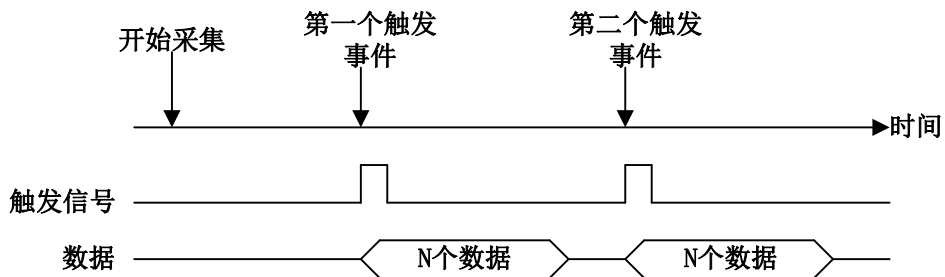 开始采集
第一个触发
事件
第二个触发
事件
时间
触发信号
数据
N个数据
N个数据